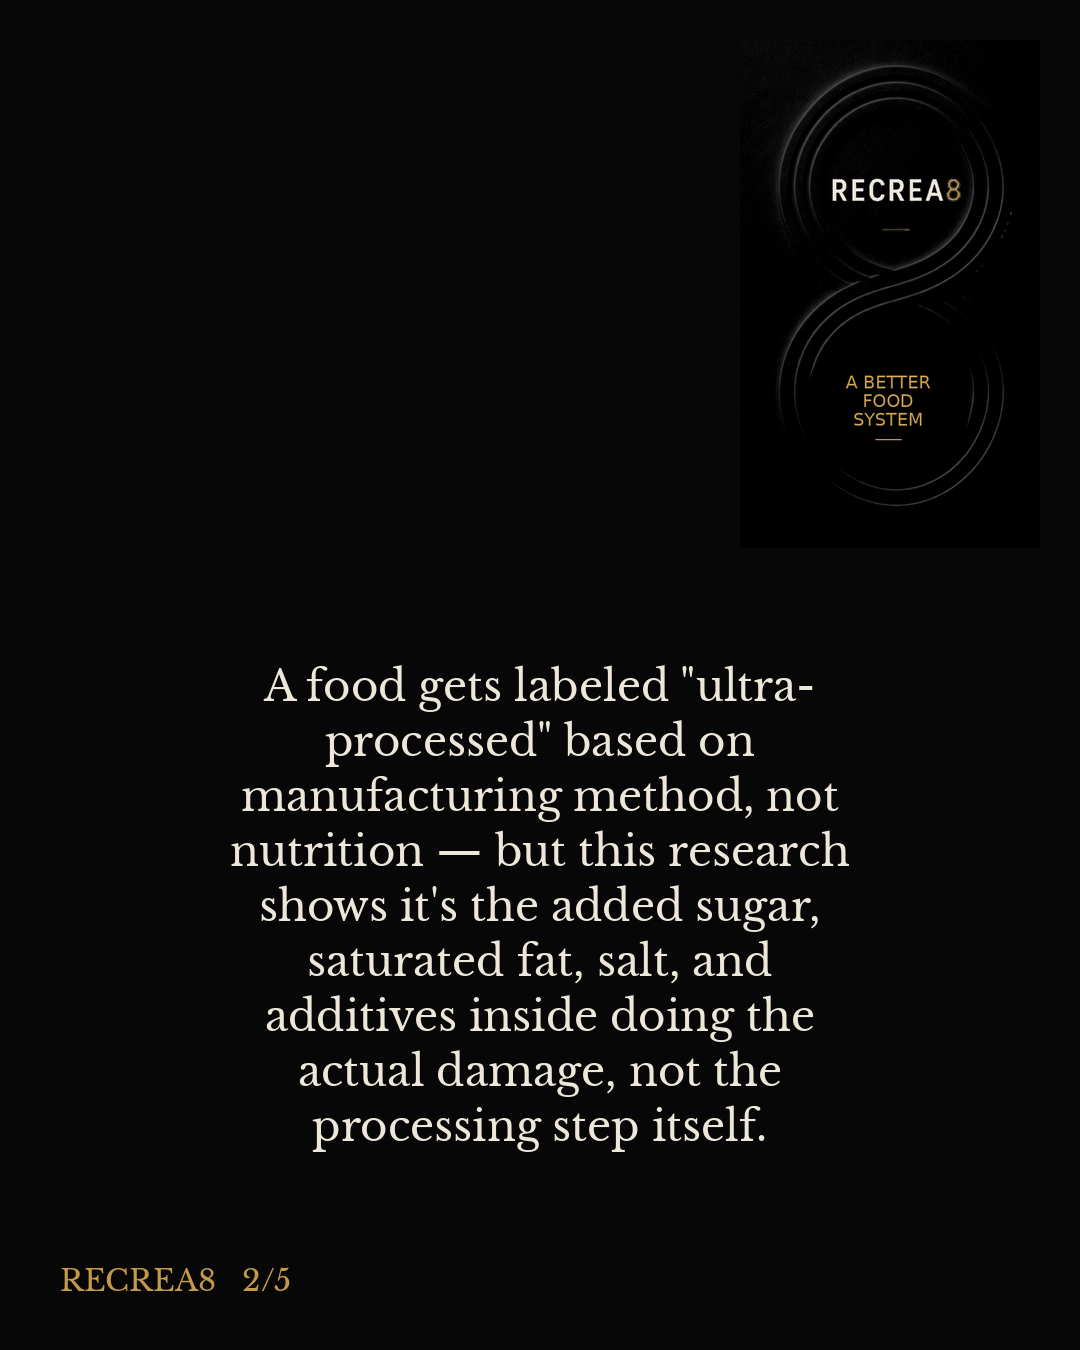 RECREA8
A BETTER
FOOD
SYSTEM
A food gets labeled "ultra-
processed" based on
manufacturing method, not
nutrition — but this research
shows it's the added sugar,
saturated fat, salt, and
additives inside doing the
actual damage, not the
processing step itself.
RECREA8 2/5